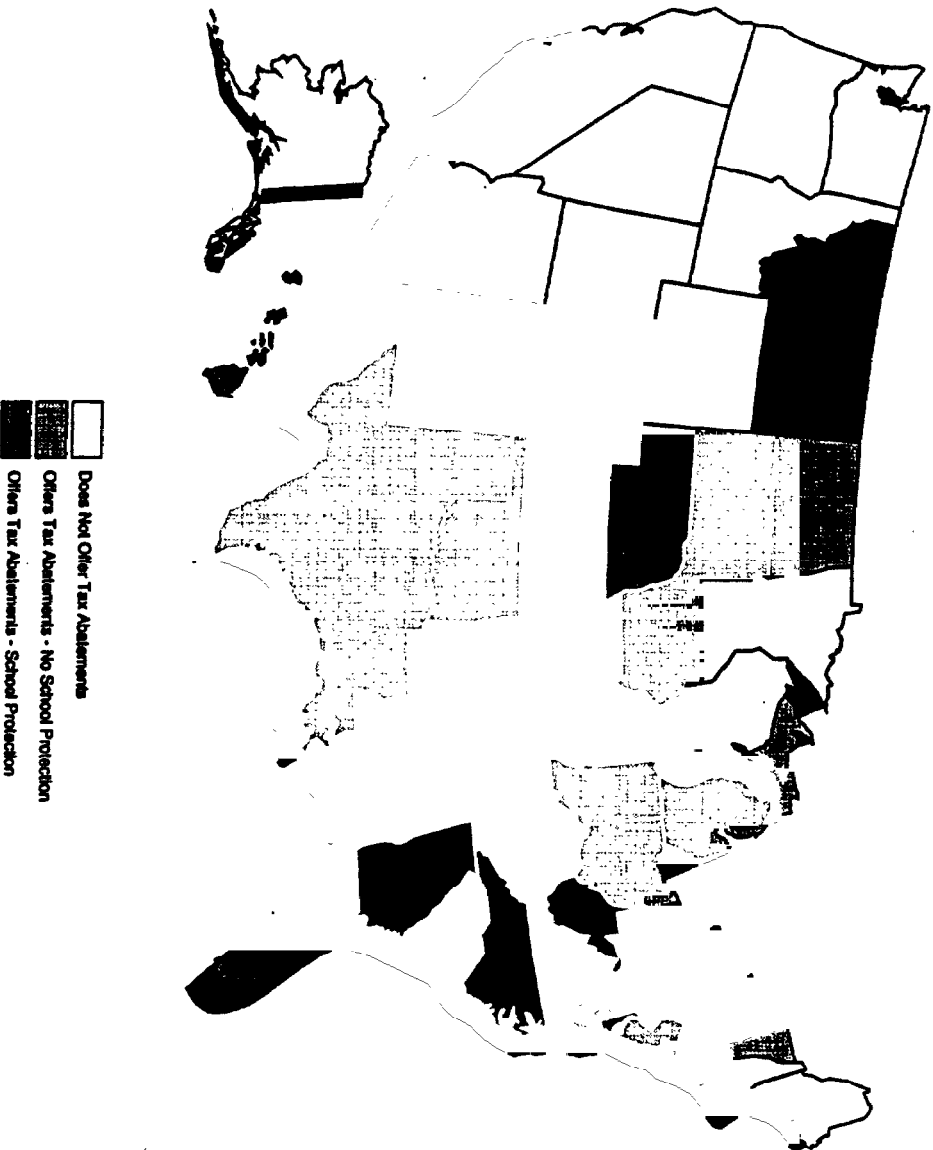 Does Not Offer Tax Abatements
Offers Tax Abatements - No School Protection
Offers Tax Abatements - School Protection